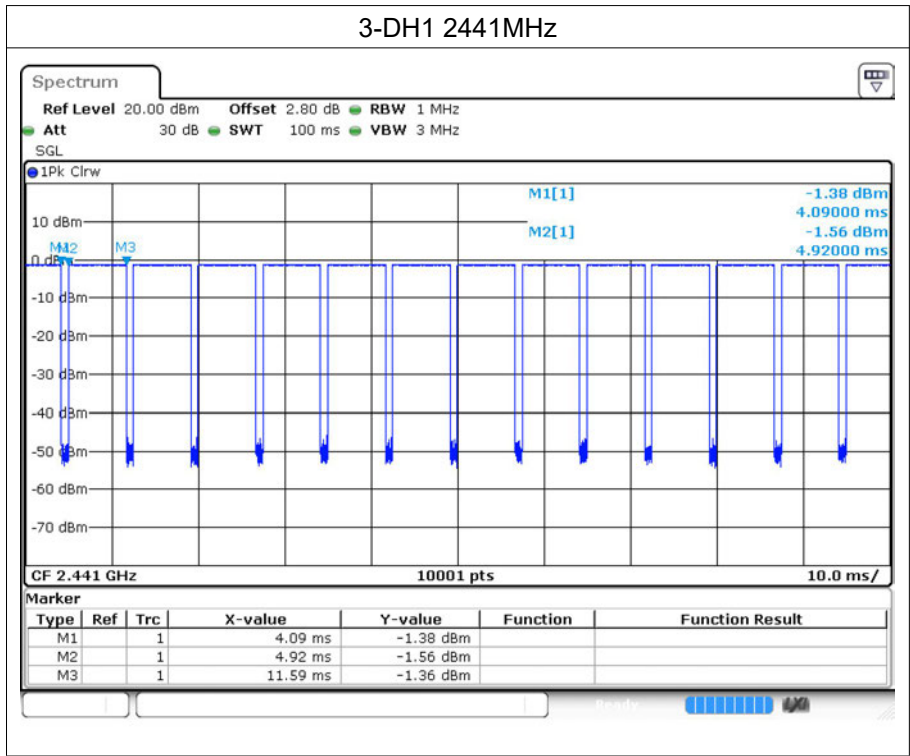 3-DH1 2441MHz
Spectrum
Ref Level 20.00 dBm Offset 2.80 dB RBW 1 MHz
Att 30 dB SWT 100 ms VBW 3 MHz
SGL
1Pk Clrw
M1[1] -1.38 dBm
4.09000 ms
M2[1] -1.56 dBm
4.92000 ms
10 dBm
M1 M2 M3
0 dBm
-10 dBm
-20 dBm
-30 dBm
-40 dBm
-50 dBm
-60 dBm
-70 dBm
CF 2.441 GHz 10001 pts 10.0 ms/
Marker
Type Ref Trc X-value Y-value Function Function Result
M1 1 4.09 ms -1.38 dBm
M2 1 4.92 ms -1.56 dBm
M3 1 11.59 ms -1.36 dBm
Ready